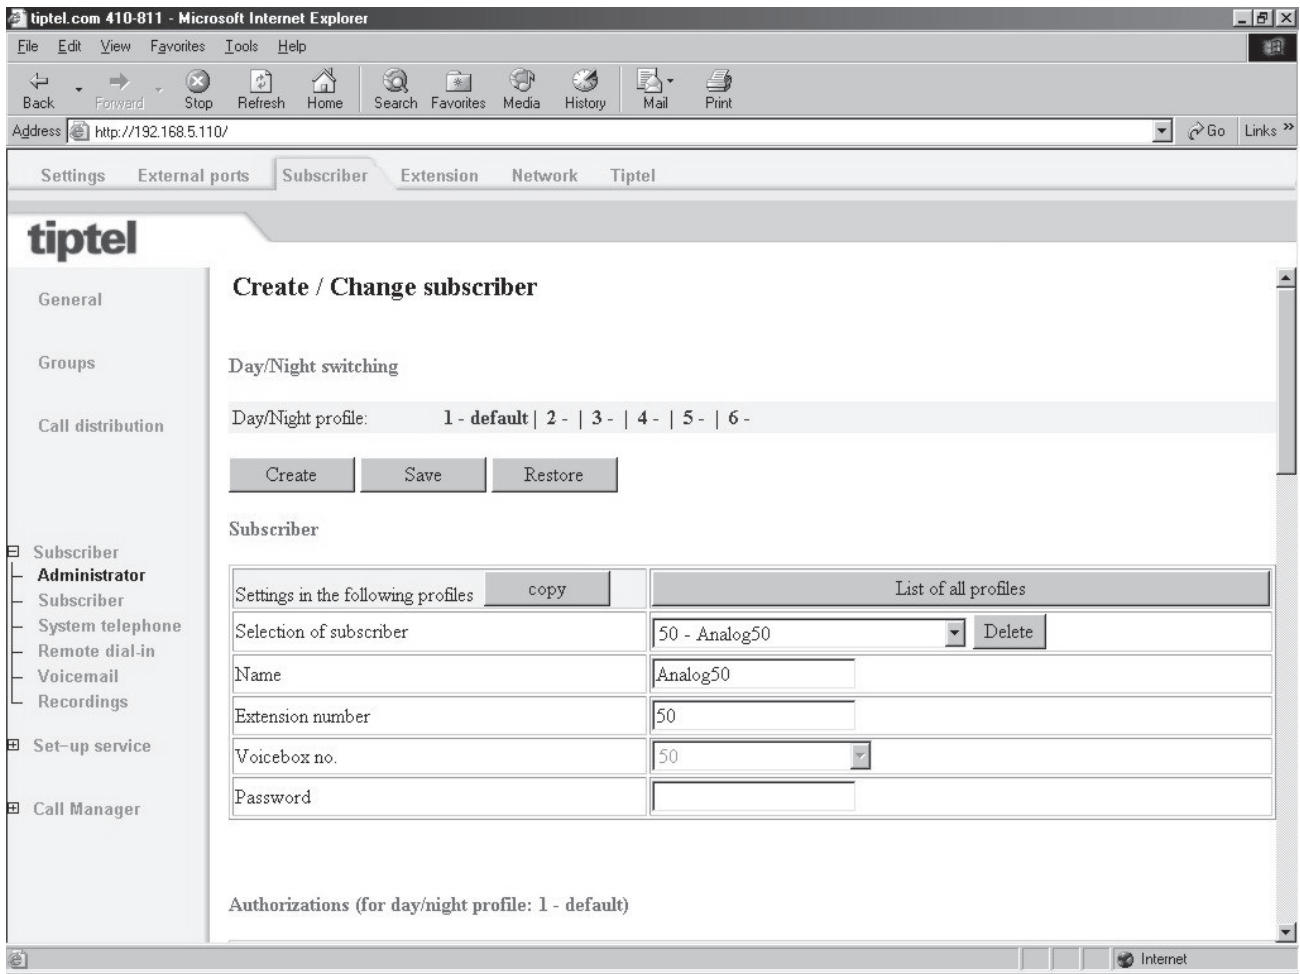 tiptel.com 410-811 - Microsoft Internet Explorer
File Edit View Favorites Tools Help
Back Forward Stop Refresh Home Search Favorites Media History Mail Print
Address http://192.168.5.110/ Go Links »
Settings External ports Subscriber Extension Network Tiptel
tiptel
General
Groups
Call distribution
Subscriber
Administrator
Subscriber
System telephone
Remote dial-in
Voicemail
Recordings
Set-up service
Call Manager
Create / Change subscriber
Day/Night switching
Day/Night profile: 1 - default | 2 - | 3 - | 4 - | 5 - | 6 -
Create Save Restore
Subscriber
Settings in the following profiles copy List of all profiles
Selection of subscriber 50 - Analog50 Delete
Name Analog50
Extension number 50
Voicebox no. 50
Password
Authorizations (for day/night profile: 1 - default)
Internet